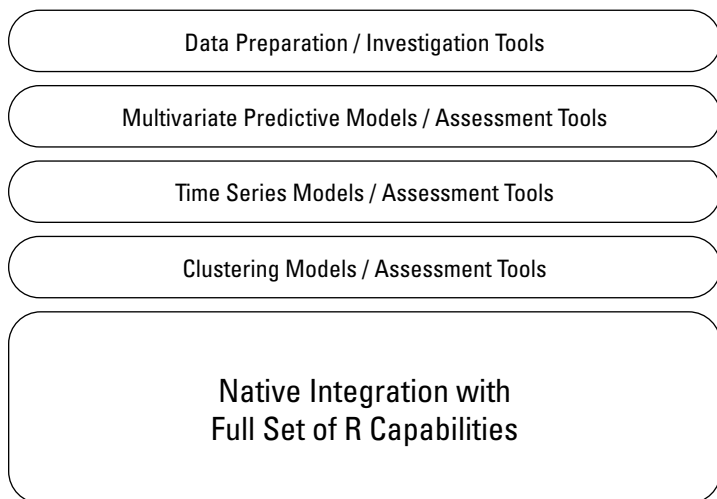 Data Preparation / Investigation Tools
Multivariate Predictive Models / Assessment Tools
Time Series Models / Assessment Tools
Clustering Models / Assessment Tools
Native Integration with
Full Set of R Capabilities